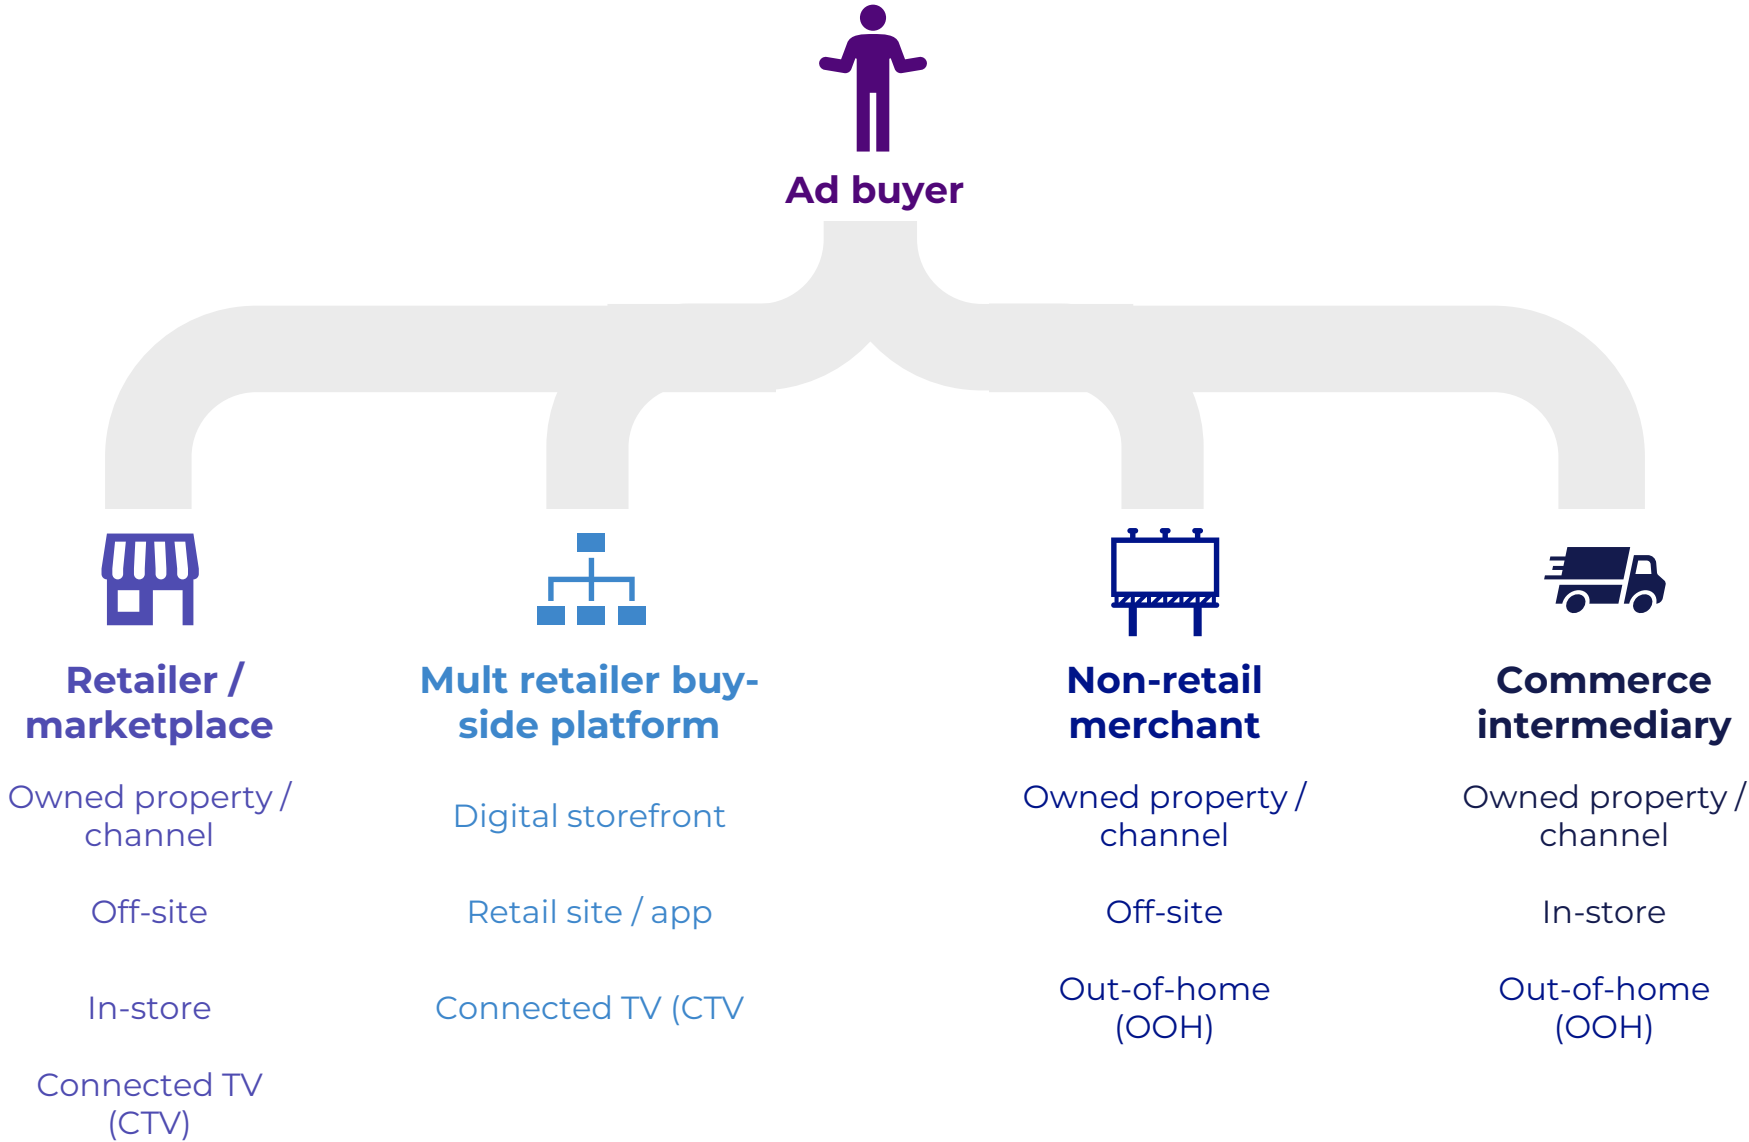 Ad buyer
Retailer /
marketplace
Owned property /
channel
Off-site
In-store
Connected TV
(CTV)
Mult retailer buy-
side platform
Digital storefront
Retail site / app
Connected TV (CTV
Non-retail
merchant
Owned property /
channel
Off-site
Out-of-home
(OOH)
Commerce
intermediary
Owned property /
channel
In-store
Out-of-home
(OOH)